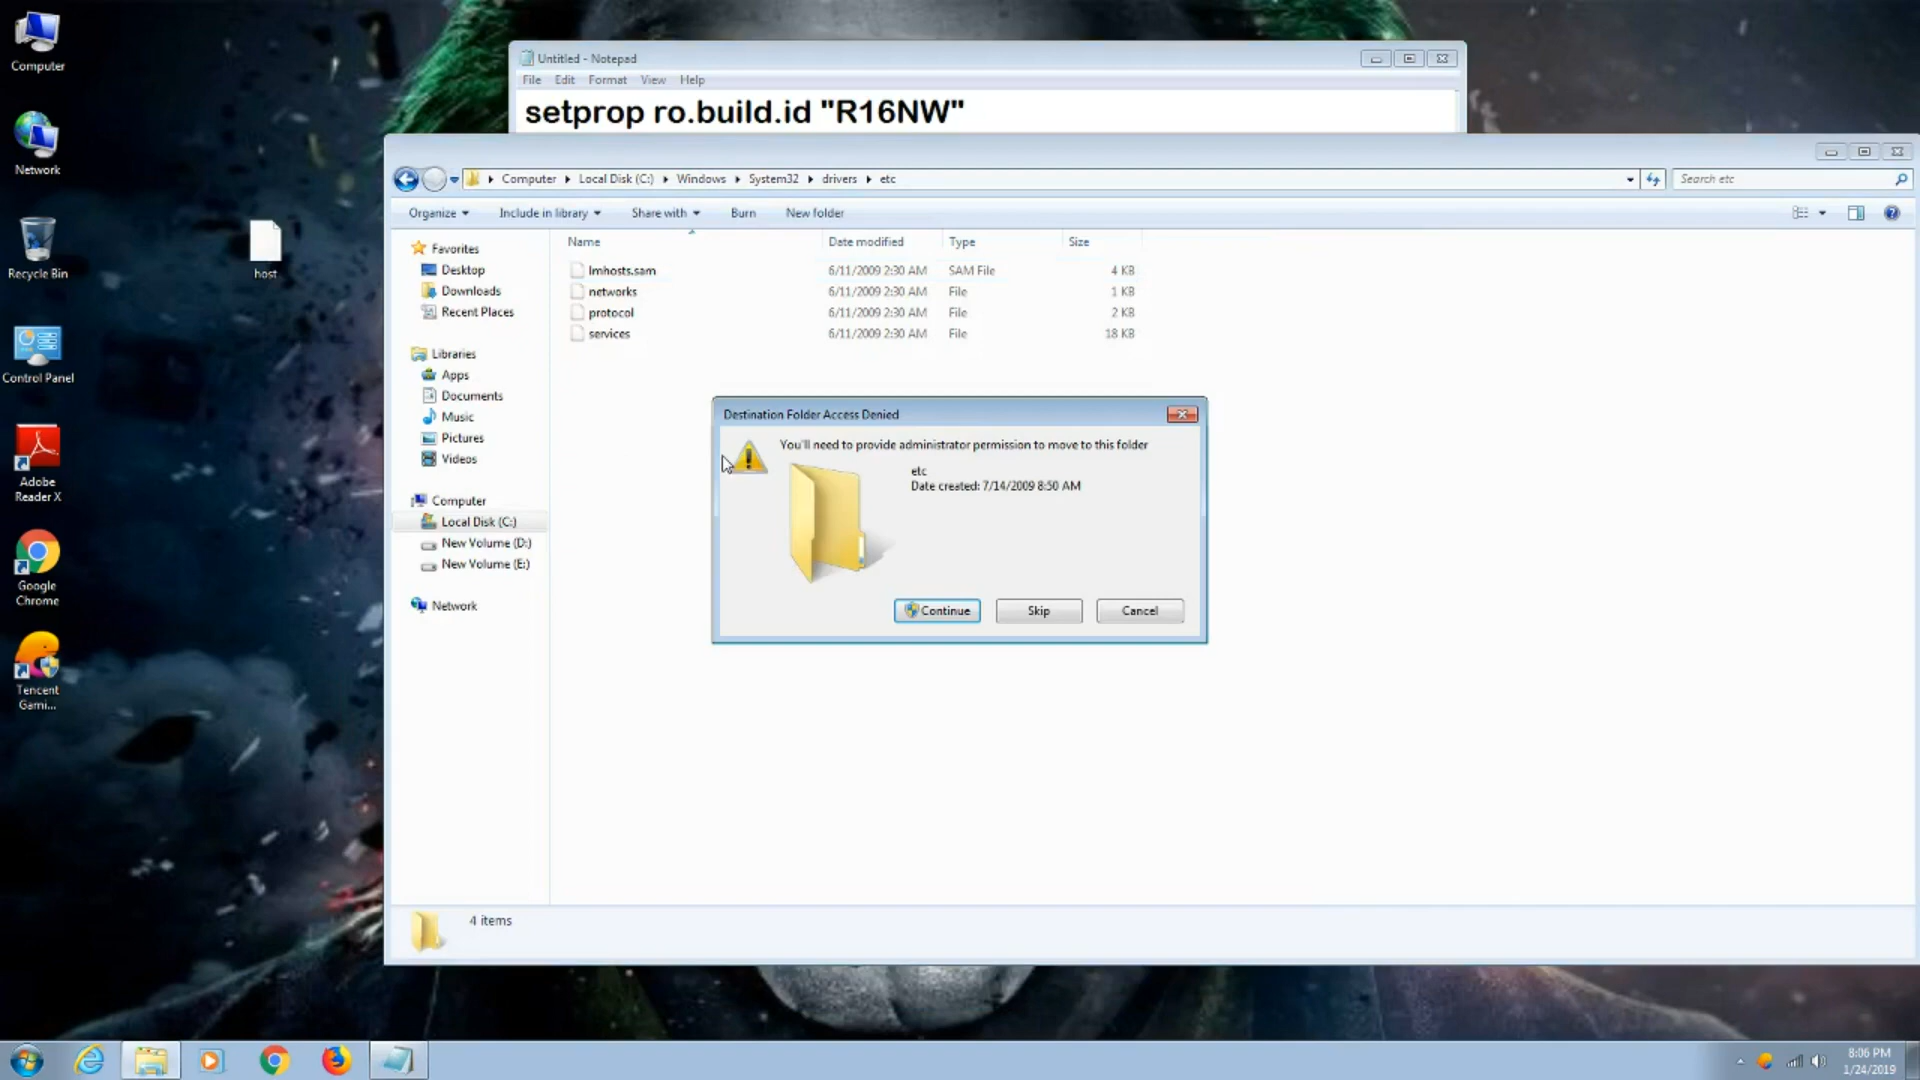 Computer
Network
Recycle Bin
host
Control Panel
Adobe
Reader X
Google
Chrome
Tencent
Gami...
Untitled - Notepad
File Edit Format View Help
setprop ro.build.id "R16NW"
Computer Local Disk (C:) Windows System32 drivers etc
Search etc
Organize Include in library Share with Burn New folder
Name Date modified Type Size
lmhosts.sam 6/11/2009 2:30 AM SAM File 4 KB
networks 6/11/2009 2:30 AM File 1 KB
protocol 6/11/2009 2:30 AM File 2 KB
services 6/11/2009 2:30 AM File 18 KB
Favorites
Desktop
Downloads
Recent Places
Libraries
Apps
Documents
Music
Pictures
Videos
Computer
Local Disk (C:)
New Volume (D:)
New Volume (E:)
Network
Destination Folder Access Denied
You'll need to provide administrator permission to move to this folder
etc
Date created: 7/14/2009 8:50 AM
Continue Skip Cancel
4 items
8:06 PM
1/24/2019